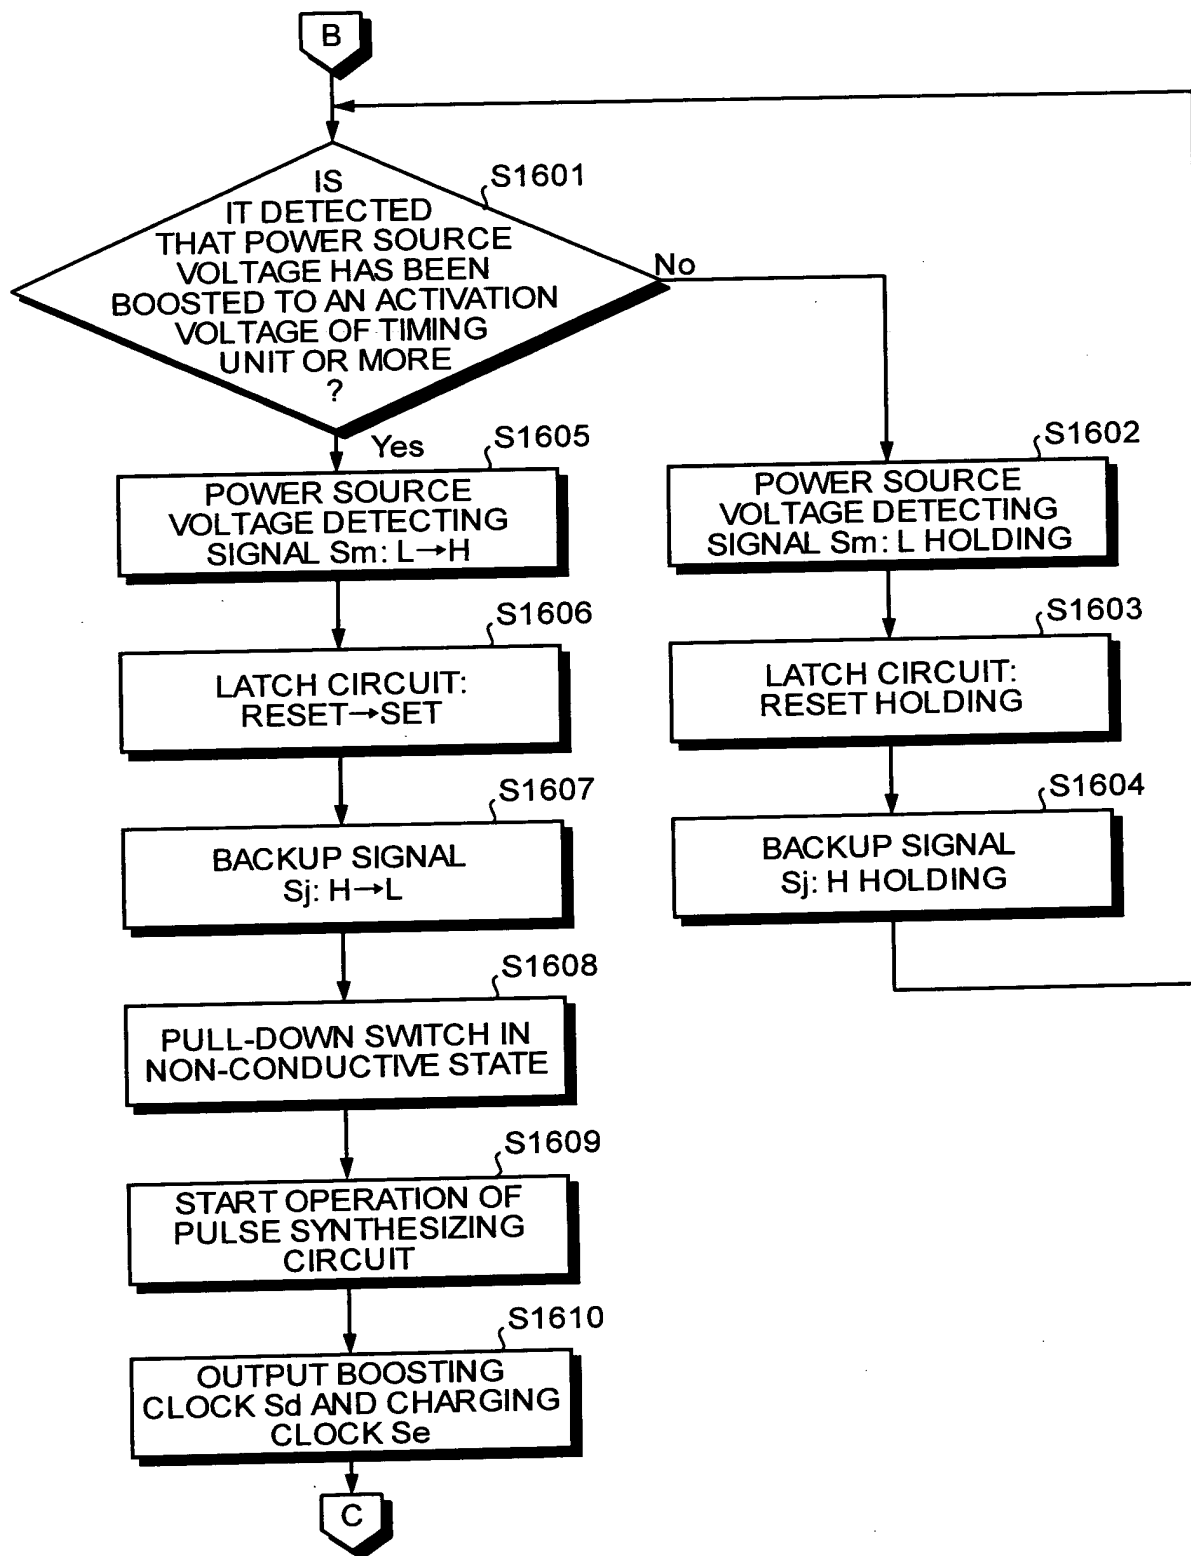 B
S1601
IS
IT DETECTED
THAT POWER SOURCE
VOLTAGE HAS BEEN
BOOSTED TO AN ACTIVATION
VOLTAGE OF TIMING
UNIT OR MORE
?
No
Yes
S1605
POWER SOURCE
VOLTAGE DETECTING
SIGNAL Sm: L→H
S1602
POWER SOURCE
VOLTAGE DETECTING
SIGNAL Sm: L HOLDING
S1606
LATCH CIRCUIT:
RESET→SET
S1603
LATCH CIRCUIT:
RESET HOLDING
S1607
BACKUP SIGNAL
Sj: H→L
S1604
BACKUP SIGNAL
Sj: H HOLDING
S1608
PULL-DOWN SWITCH IN
NON-CONDUCTIVE STATE
S1609
START OPERATION OF
PULSE SYNTHESIZING
CIRCUIT
S1610
OUTPUT BOOSTING
CLOCK Sd AND CHARGING
CLOCK Se
C